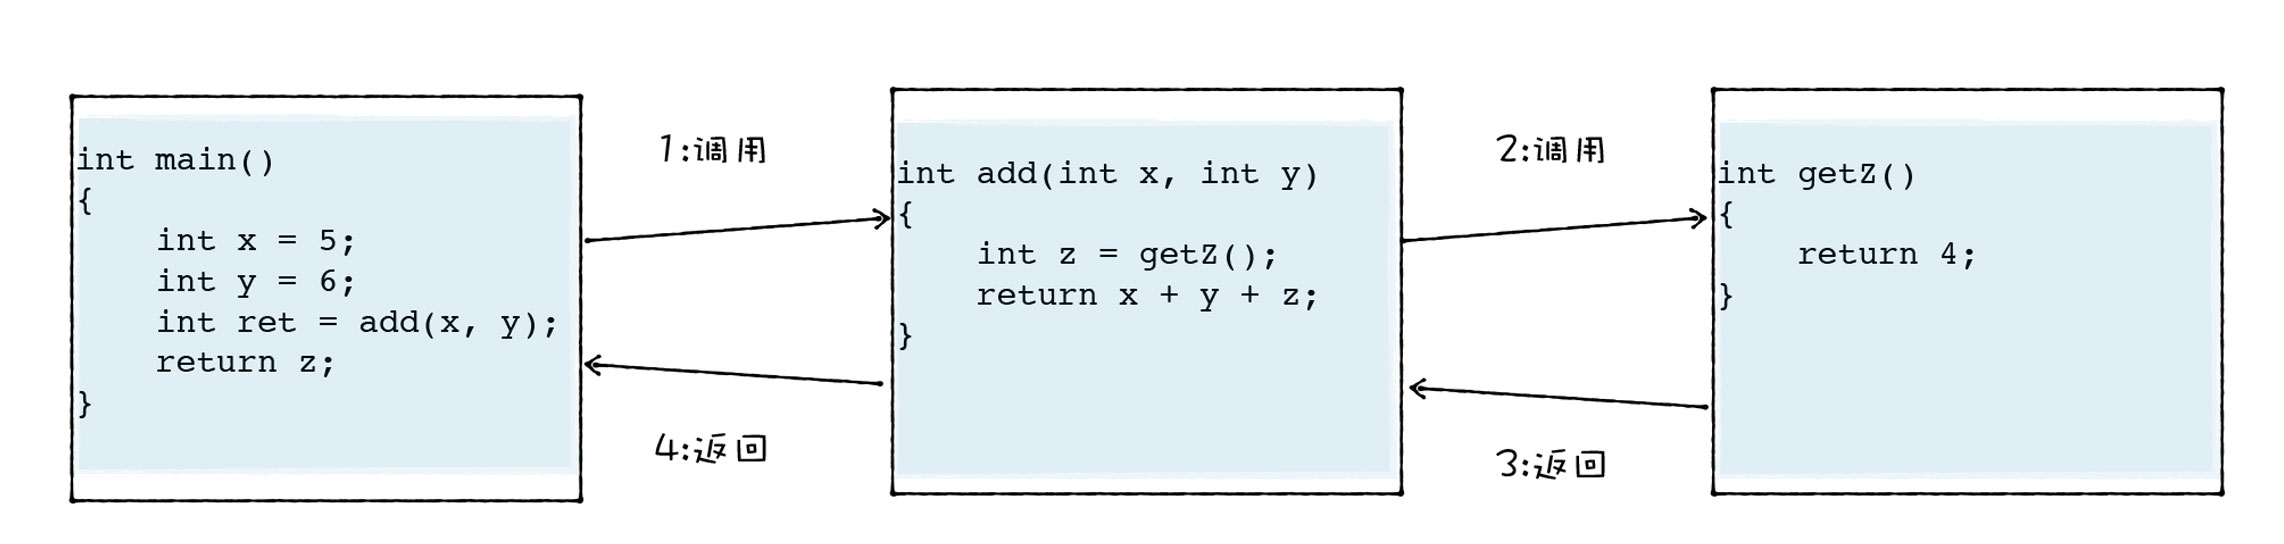 int main()
{
    int x = 5;
    int y = 6;
    int ret = add(x, y);
    return z;
}
1:调用
4:返回
int add(int x, int y)
{
    int z = getZ();
    return x + y + z;
}
2:调用
3:返回
int getZ()
{
    return 4;
}